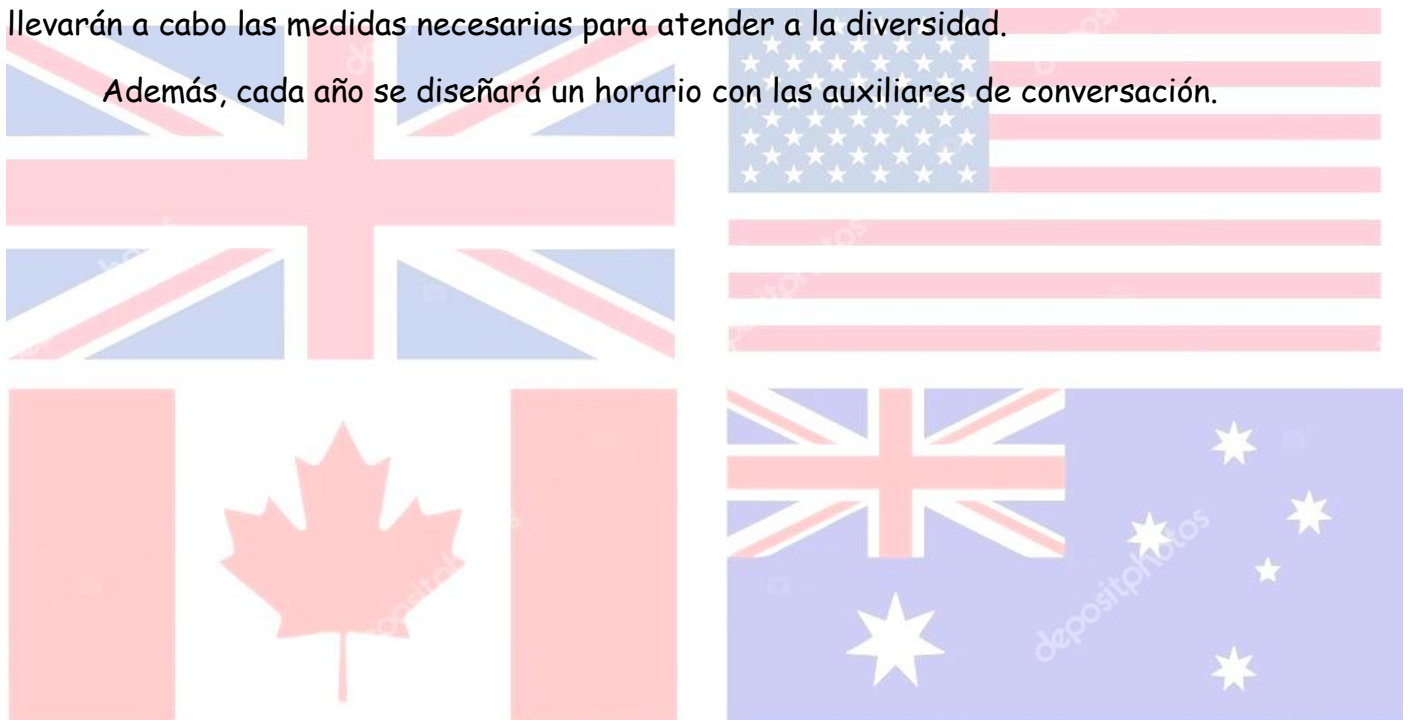 llevarán a cabo las medidas necesarias para atender a la diversidad.
Además, cada año se diseñará un horario con las auxiliares de conversación.
depositphotos